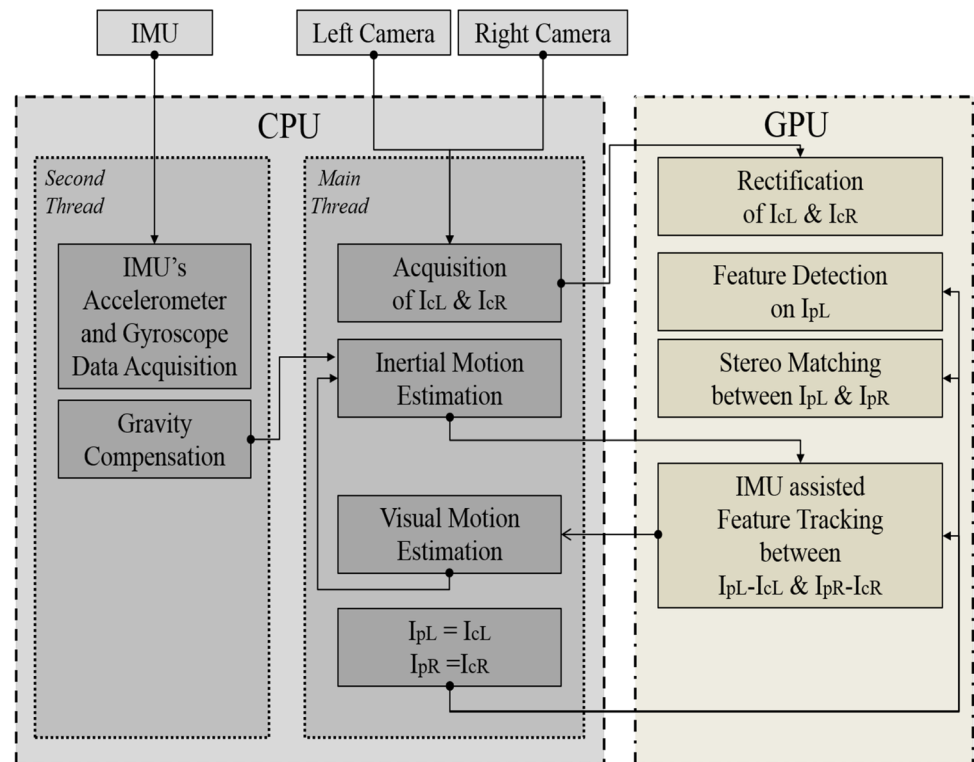 IMU
Left Camera
Right Camera
CPU
Second
Thread
IMU's
Accelerometer
and Gyroscope
Data Acquisition
Gravity
Compensation
Main
Thread
Acquisition
of IcL & IcR
Inertial Motion
Estimation
Visual Motion
Estimation
IpL = IcL
IpR =IcR
GPU
Rectification
of IcL & IcR
Feature Detection
on IpL
Stereo Matching
between IpL & IpR
IMU assisted
Feature Tracking
between
IpL-IcL & IpR-IcR